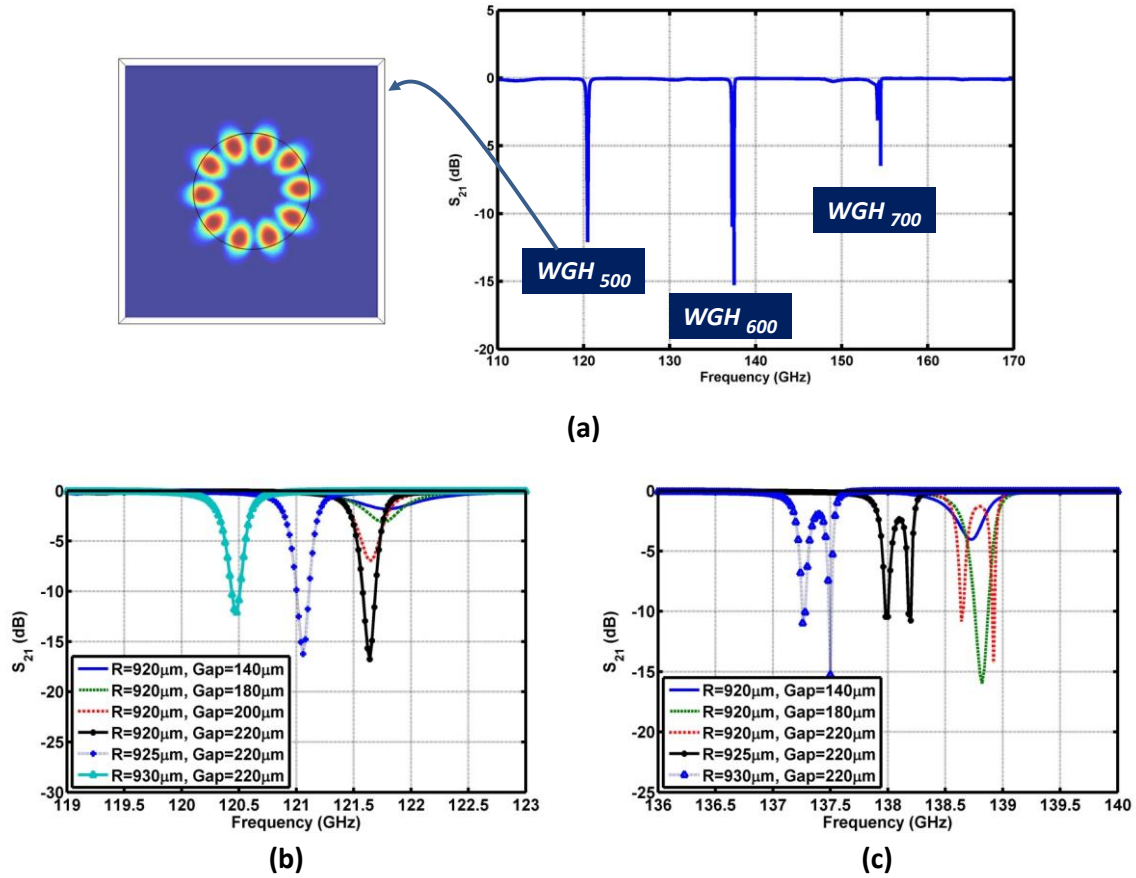 5
0
-5
-10
-15
-20
S21 (dB)
110 120 130 140 150 160 170
Frequency (GHz)
WGH 500
WGH 600
WGH 700
(a)
0
-5
-10
-15
-20
-25
-30
S21 (dB)
R=920μm, Gap=140μm
R=920μm, Gap=180μm
R=920μm, Gap=200μm
R=920μm, Gap=220μm
R=925μm, Gap=220μm
R=930μm, Gap=220μm
119 119.5 120 120.5 121 121.5 122 122.5 123
Frequency (GHz)
(b)
0
-5
-10
-15
-20
-25
S21 (dB)
R=920μm, Gap=140μm
R=920μm, Gap=180μm
R=920μm, Gap=220μm
R=925μm, Gap=220μm
R=930μm, Gap=220μm
136 136.5 137 137.5 138 138.5 139 139.5 140
Frequency (GHz)
(c)